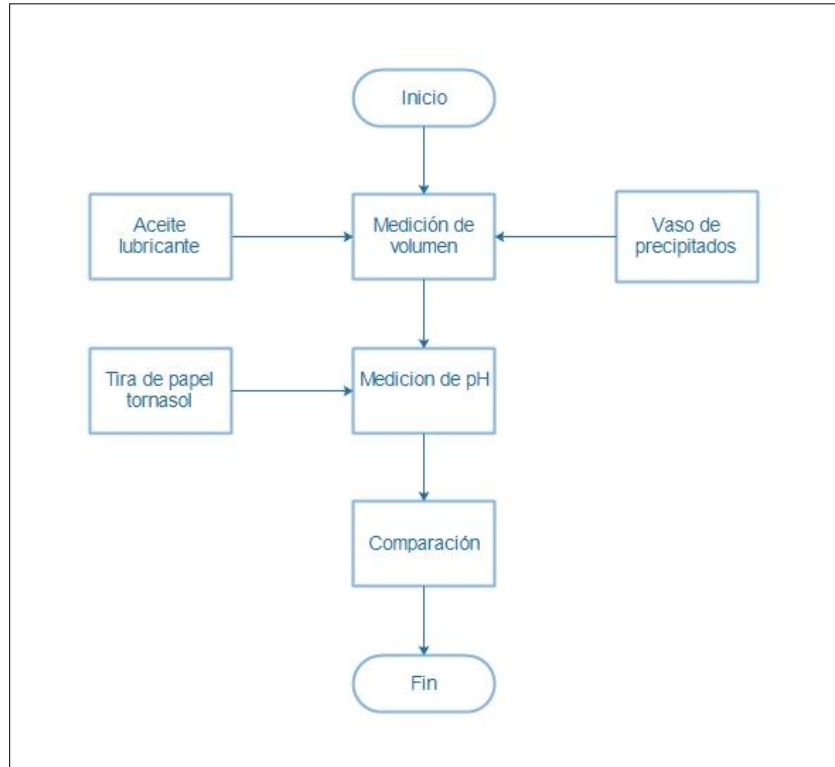 Inicio
Aceite
lubricante
Medición de
volumen
Vaso de
precipitados
Tira de papel
tornasol
Medicion de pH
Comparación
Fin